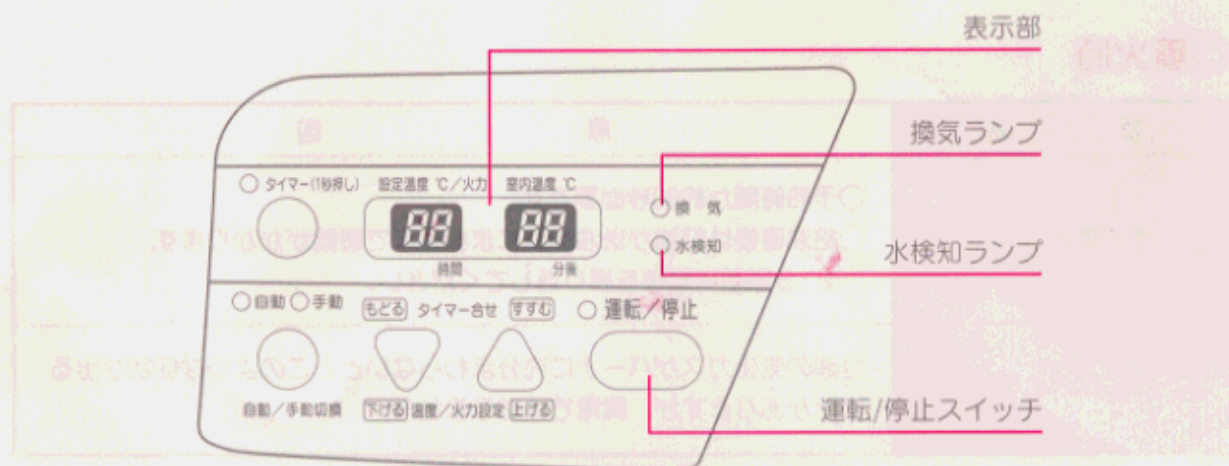 表示部
換気ランプ
水検知ランプ
運転/停止スイッチ
タイマー(1秒押し) 設定温度 ℃/火力 室内温度 ℃
88 88
時間 分後
換 気
水検知
自動 手動 もどる タイマー合せ すすむ 運転/停止
自動/手動切換 下げる 温度/火力設定 上げる